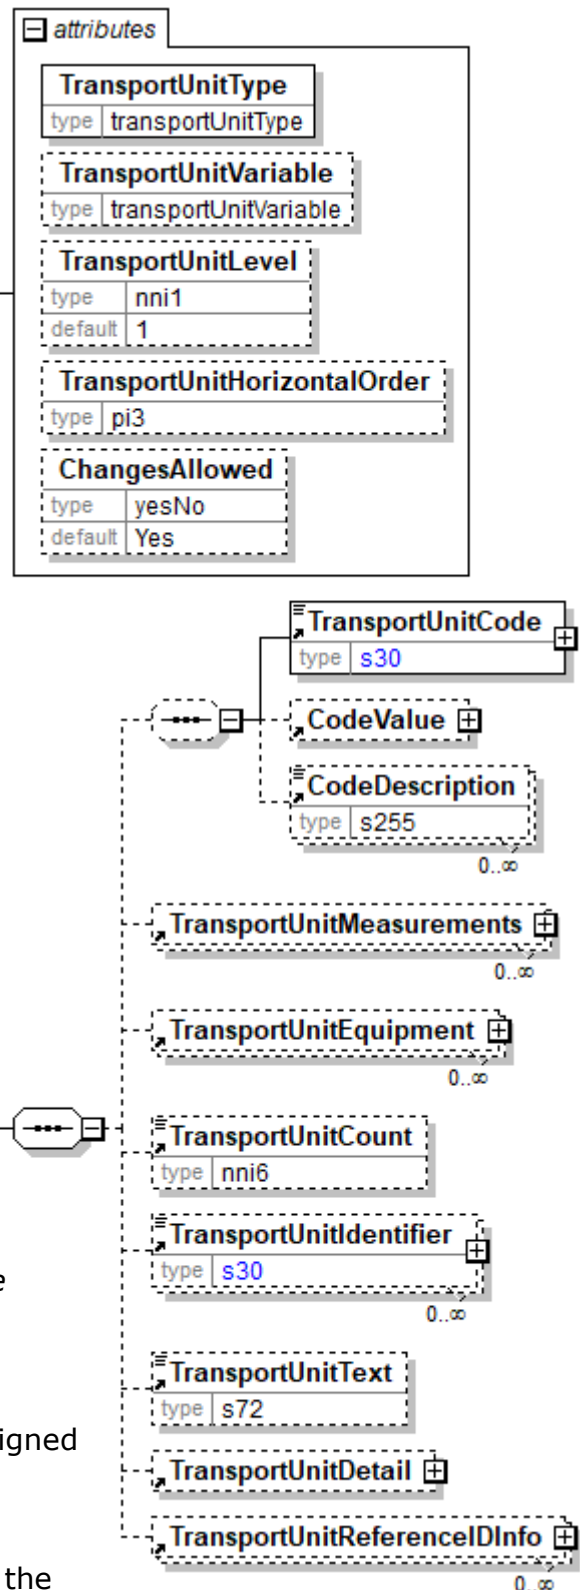 attributes
TransportUnitType
type transportUnitType
TransportUnitVariable
type transportUnitVariable
TransportUnitLevel
type nni1
default 1
TransportUnitHorizontalOrder
type pi3
ChangesAllowed
type yesNo
default Yes
TransportUnitCode
type s30
CodeValue
CodeDescription
type s255
0..∞
TransportUnitMeasurements
0..∞
TransportUnitEquipment
0..∞
TransportUnitCount
type nni6
TransportUnitIdentifier
type s30
e
0..∞
TransportUnitText
type s72
igned
TransportUnitDetail
TransportUnitReferenceIDInfo
the
0..∞